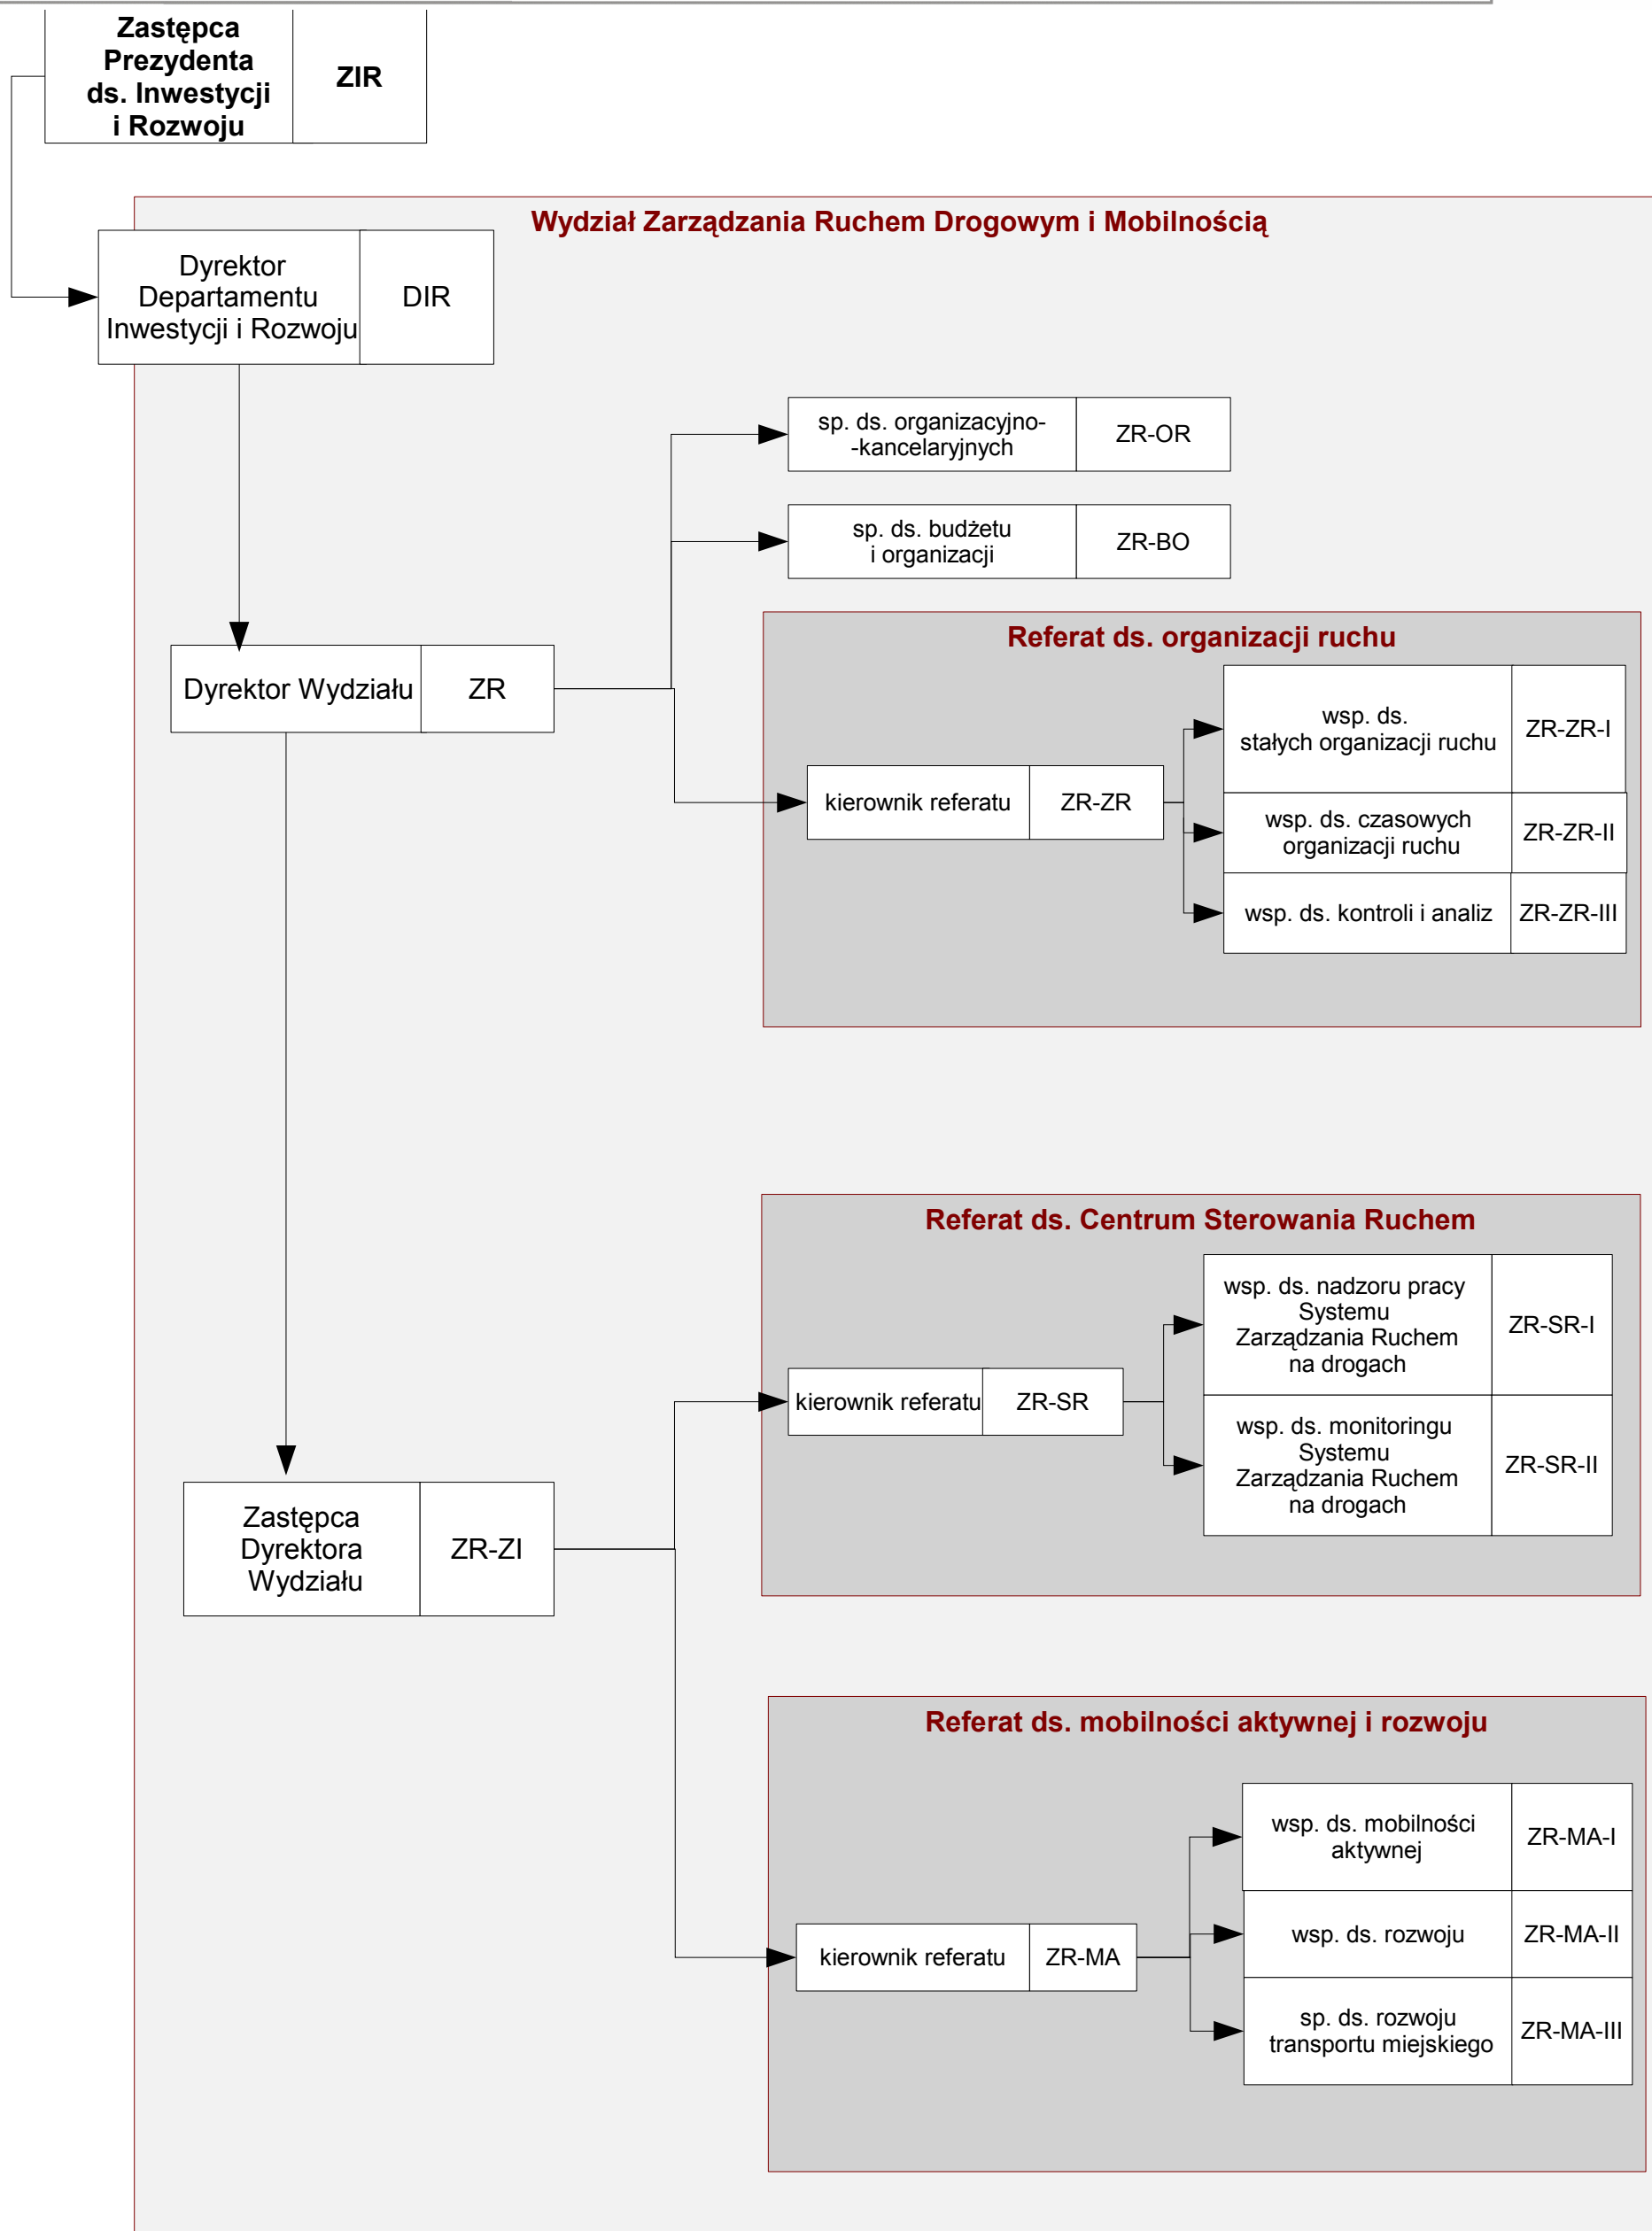 Zastępca
Prezydenta
ds. Inwestycji
i Rozwoju
ZIR
Wydział Zarządzania Ruchem Drogowym i Mobilnością
Dyrektor
Departamentu
Inwestycji i Rozwoju
DIR
sp. ds. organizacyjno-
-kancelaryjnych
ZR-OR
sp. ds. budżetu
i organizacji
ZR-BO
Dyrektor Wydziału
ZR
Referat ds. organizacji ruchu
kierownik referatu
ZR-ZR
wsp. ds.
stałych organizacji ruchu
ZR-ZR-I
wsp. ds. czasowych
organizacji ruchu
ZR-ZR-II
wsp. ds. kontroli i analiz
ZR-ZR-III
Zastępca
Dyrektora
Wydziału
ZR-ZI
Referat ds. Centrum Sterowania Ruchem
kierownik referatu
ZR-SR
wsp. ds. nadzoru pracy
Systemu
Zarządzania Ruchem
na drogach
ZR-SR-I
wsp. ds. monitoringu
Systemu
Zarządzania Ruchem
na drogach
ZR-SR-II
Referat ds. mobilności aktywnej i rozwoju
kierownik referatu
ZR-MA
wsp. ds. mobilności
aktywnej
ZR-MA-I
wsp. ds. rozwoju
ZR-MA-II
sp. ds. rozwoju
transportu miejskiego
ZR-MA-III